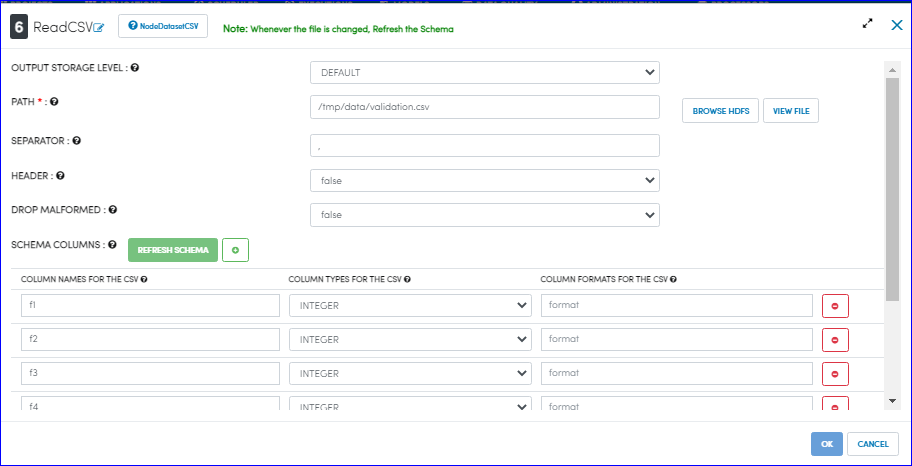 6 ReadCSV NodeDatasetCSV Note: Whenever the file is changed, Refresh the Schema
OUTPUT STORAGE LEVEL : DEFAULT
PATH * : /tmp/data/validation.csv BROWSE HDFS VIEW FILE
SEPARATOR : ,
HEADER : false
DROP MALFORMED : false
SCHEMA COLUMNS : REFRESH SCHEMA
COLUMN NAMES FOR THE CSV COLUMN TYPES FOR THE CSV COLUMN FORMATS FOR THE CSV
f1 INTEGER format
f2 INTEGER format
f3 INTEGER format
f4 INTEGER format
OK CANCEL